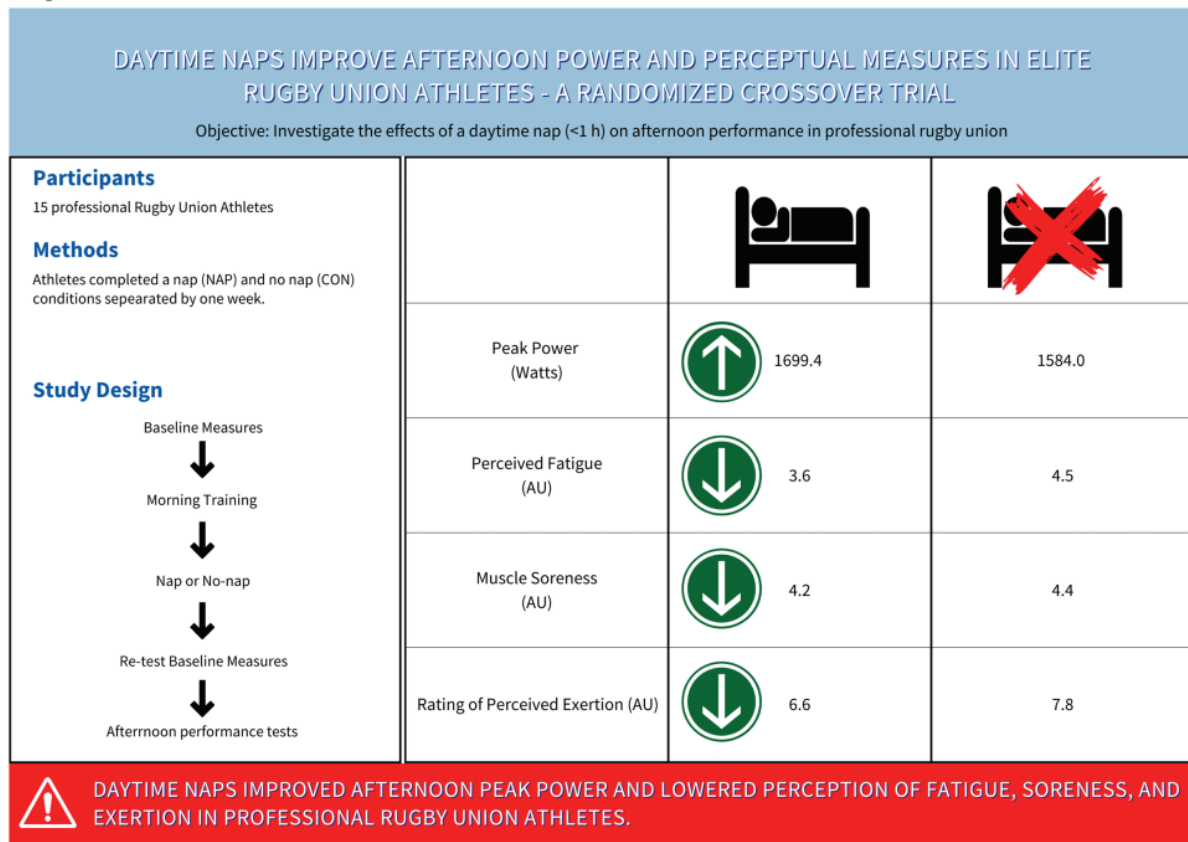 DAYTIME NAPS IMPROVE AFTERNOON POWER AND PERCEPTUAL MEASURES IN ELITE
RUGBY UNION ATHLETES - A RANDOMIZED CROSSOVER TRIAL
Objective: Investigate the effects of a daytime nap (<1 h) on afternoon performance in professional rugby union
Participants
15 professional Rugby Union Athletes
Methods
Athletes completed a nap (NAP) and no nap (CON)
conditions sepearated by one week.
Study Design
Baseline Measures
Morning Training
Nap or No-nap
Re-test Baseline Measures
Afterrnoon performance tests
Peak Power
(Watts)
1699.4
1584.0
Perceived Fatigue
(AU)
3.6
4.5
Muscle Soreness
(AU)
4.2
4.4
Rating of Perceived Exertion (AU)
6.6
7.8
DAYTIME NAPS IMPROVED AFTERNOON PEAK POWER AND LOWERED PERCEPTION OF FATIGUE, SORENESS, AND
EXERTION IN PROFESSIONAL RUGBY UNION ATHLETES.